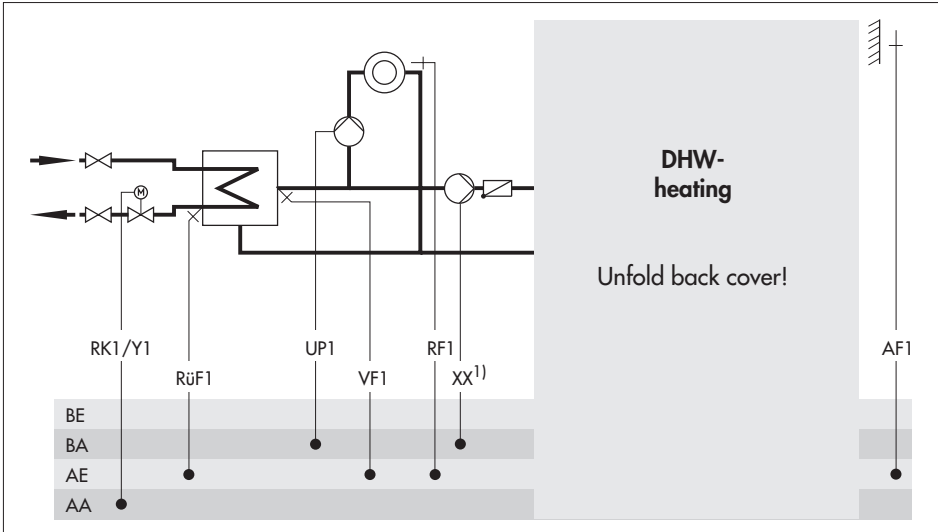 M
DHW-
heating
Unfold back cover!
RK1/Y1 UP1 RF1 AF1
RüF1 VF1 XX1)
BE
BA
AE
AA